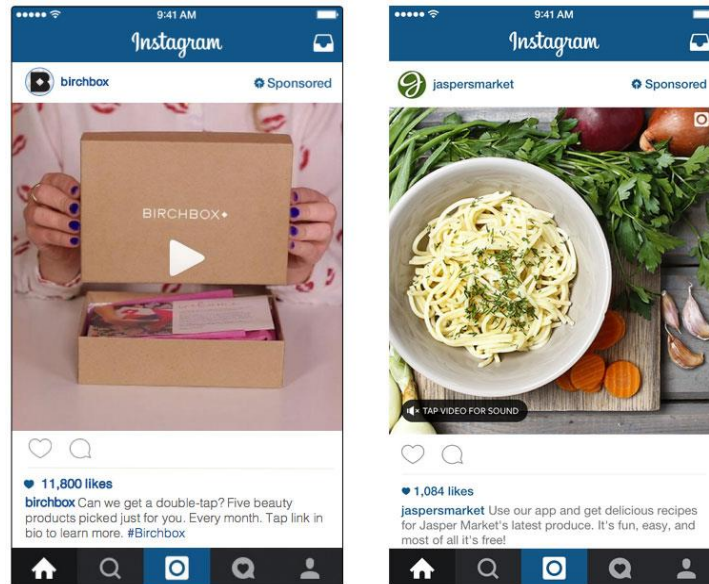 9:41 AM
Instagram
birchbox
Sponsored
BIRCHBOX
11,800 likes
birchbox Can we get a double-tap? Five beauty
products picked just for you. Every month. Tap link in
bio to learn more. #Birchbox
9:41 AM
Instagram
jaspersmarket
Sponsored
TAP VIDEO FOR SOUND
1,084 likes
jaspersmarket Use our app and get delicious recipes
for Jasper Market's latest produce. It's fun, easy, and
most of all it's free!